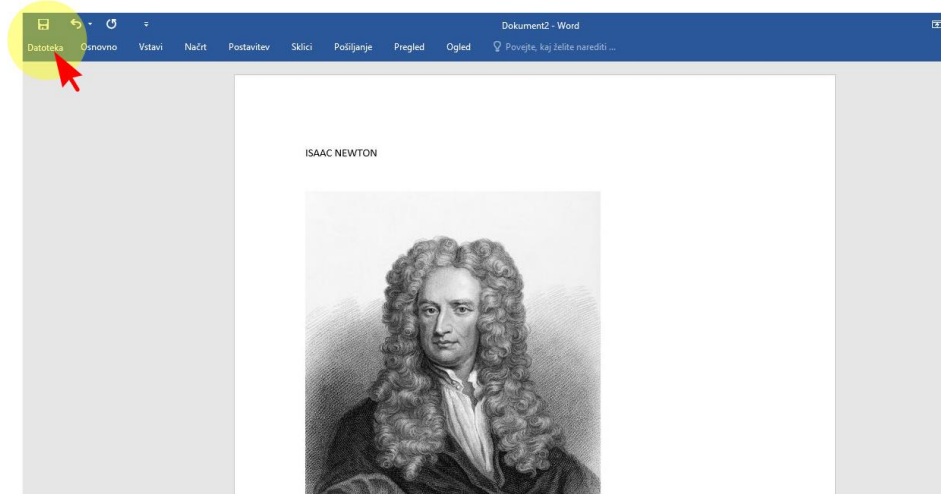 Dokument2 - Word
Datoteka Osnovno Vstavi Načrt Postavitev Sklici Pošiljanje Pregled Ogled Povejte, kaj želite narediti ...
ISAAC NEWTON